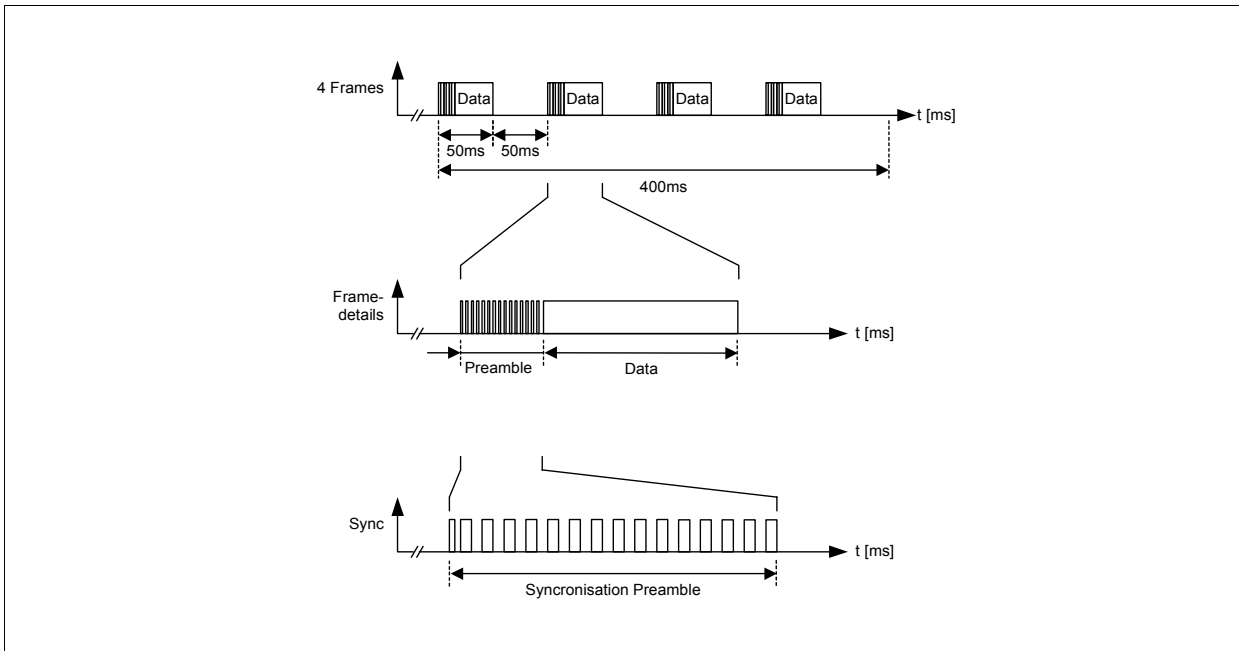 4 Frames
Data
Data
Data
Data
t [ms]
50ms
50ms
400ms
Frame-
details
t [ms]
Preamble
Data
Sync
t [ms]
Syncronisation Preamble